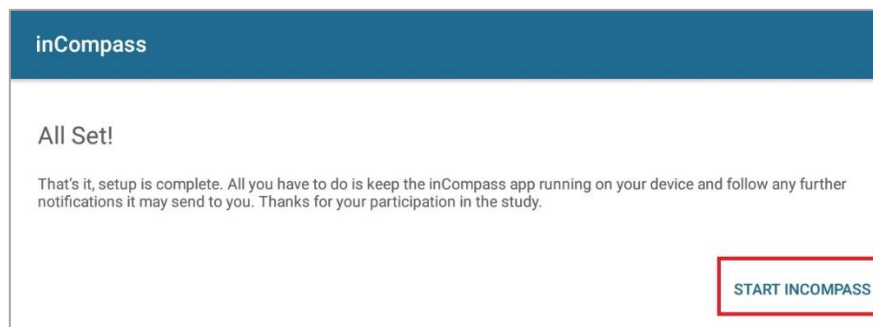 inCompass
All Set!
That's it, setup is complete. All you have to do is keep the inCompass app running on your device and follow any further
notifications it may send to you. Thanks for your participation in the study.
START INCOMPASS